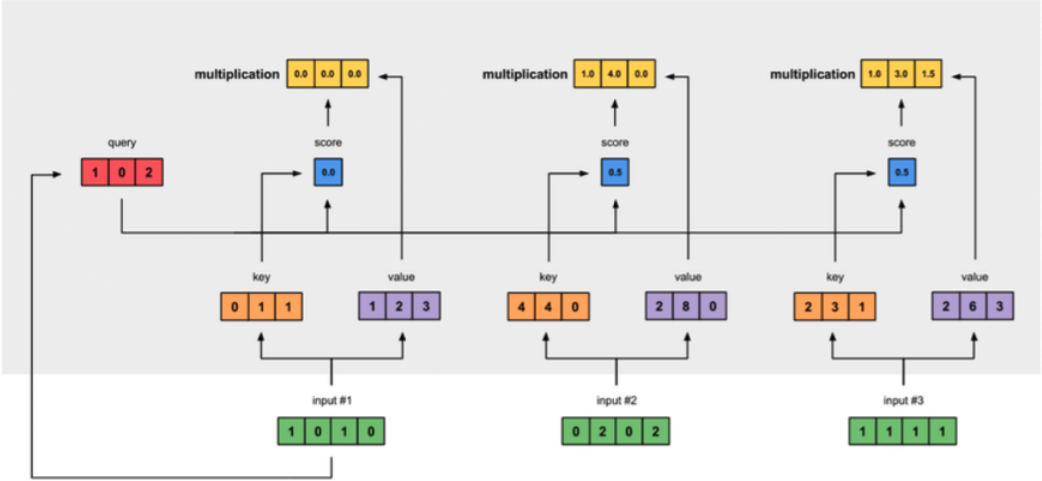 multiplication 0.0 0.0 0.0 multiplication 1.0 4.0 0.0 multiplication 1.0 3.0 1.5
query score score score
1 0 2 0.0 0.5 0.5
key value key value key value
0 1 1 1 2 3 4 4 0 2 8 0 2 3 1 2 6 3
input #1 input #2 input #3
1 0 1 0 0 2 0 2 1 1 1 1